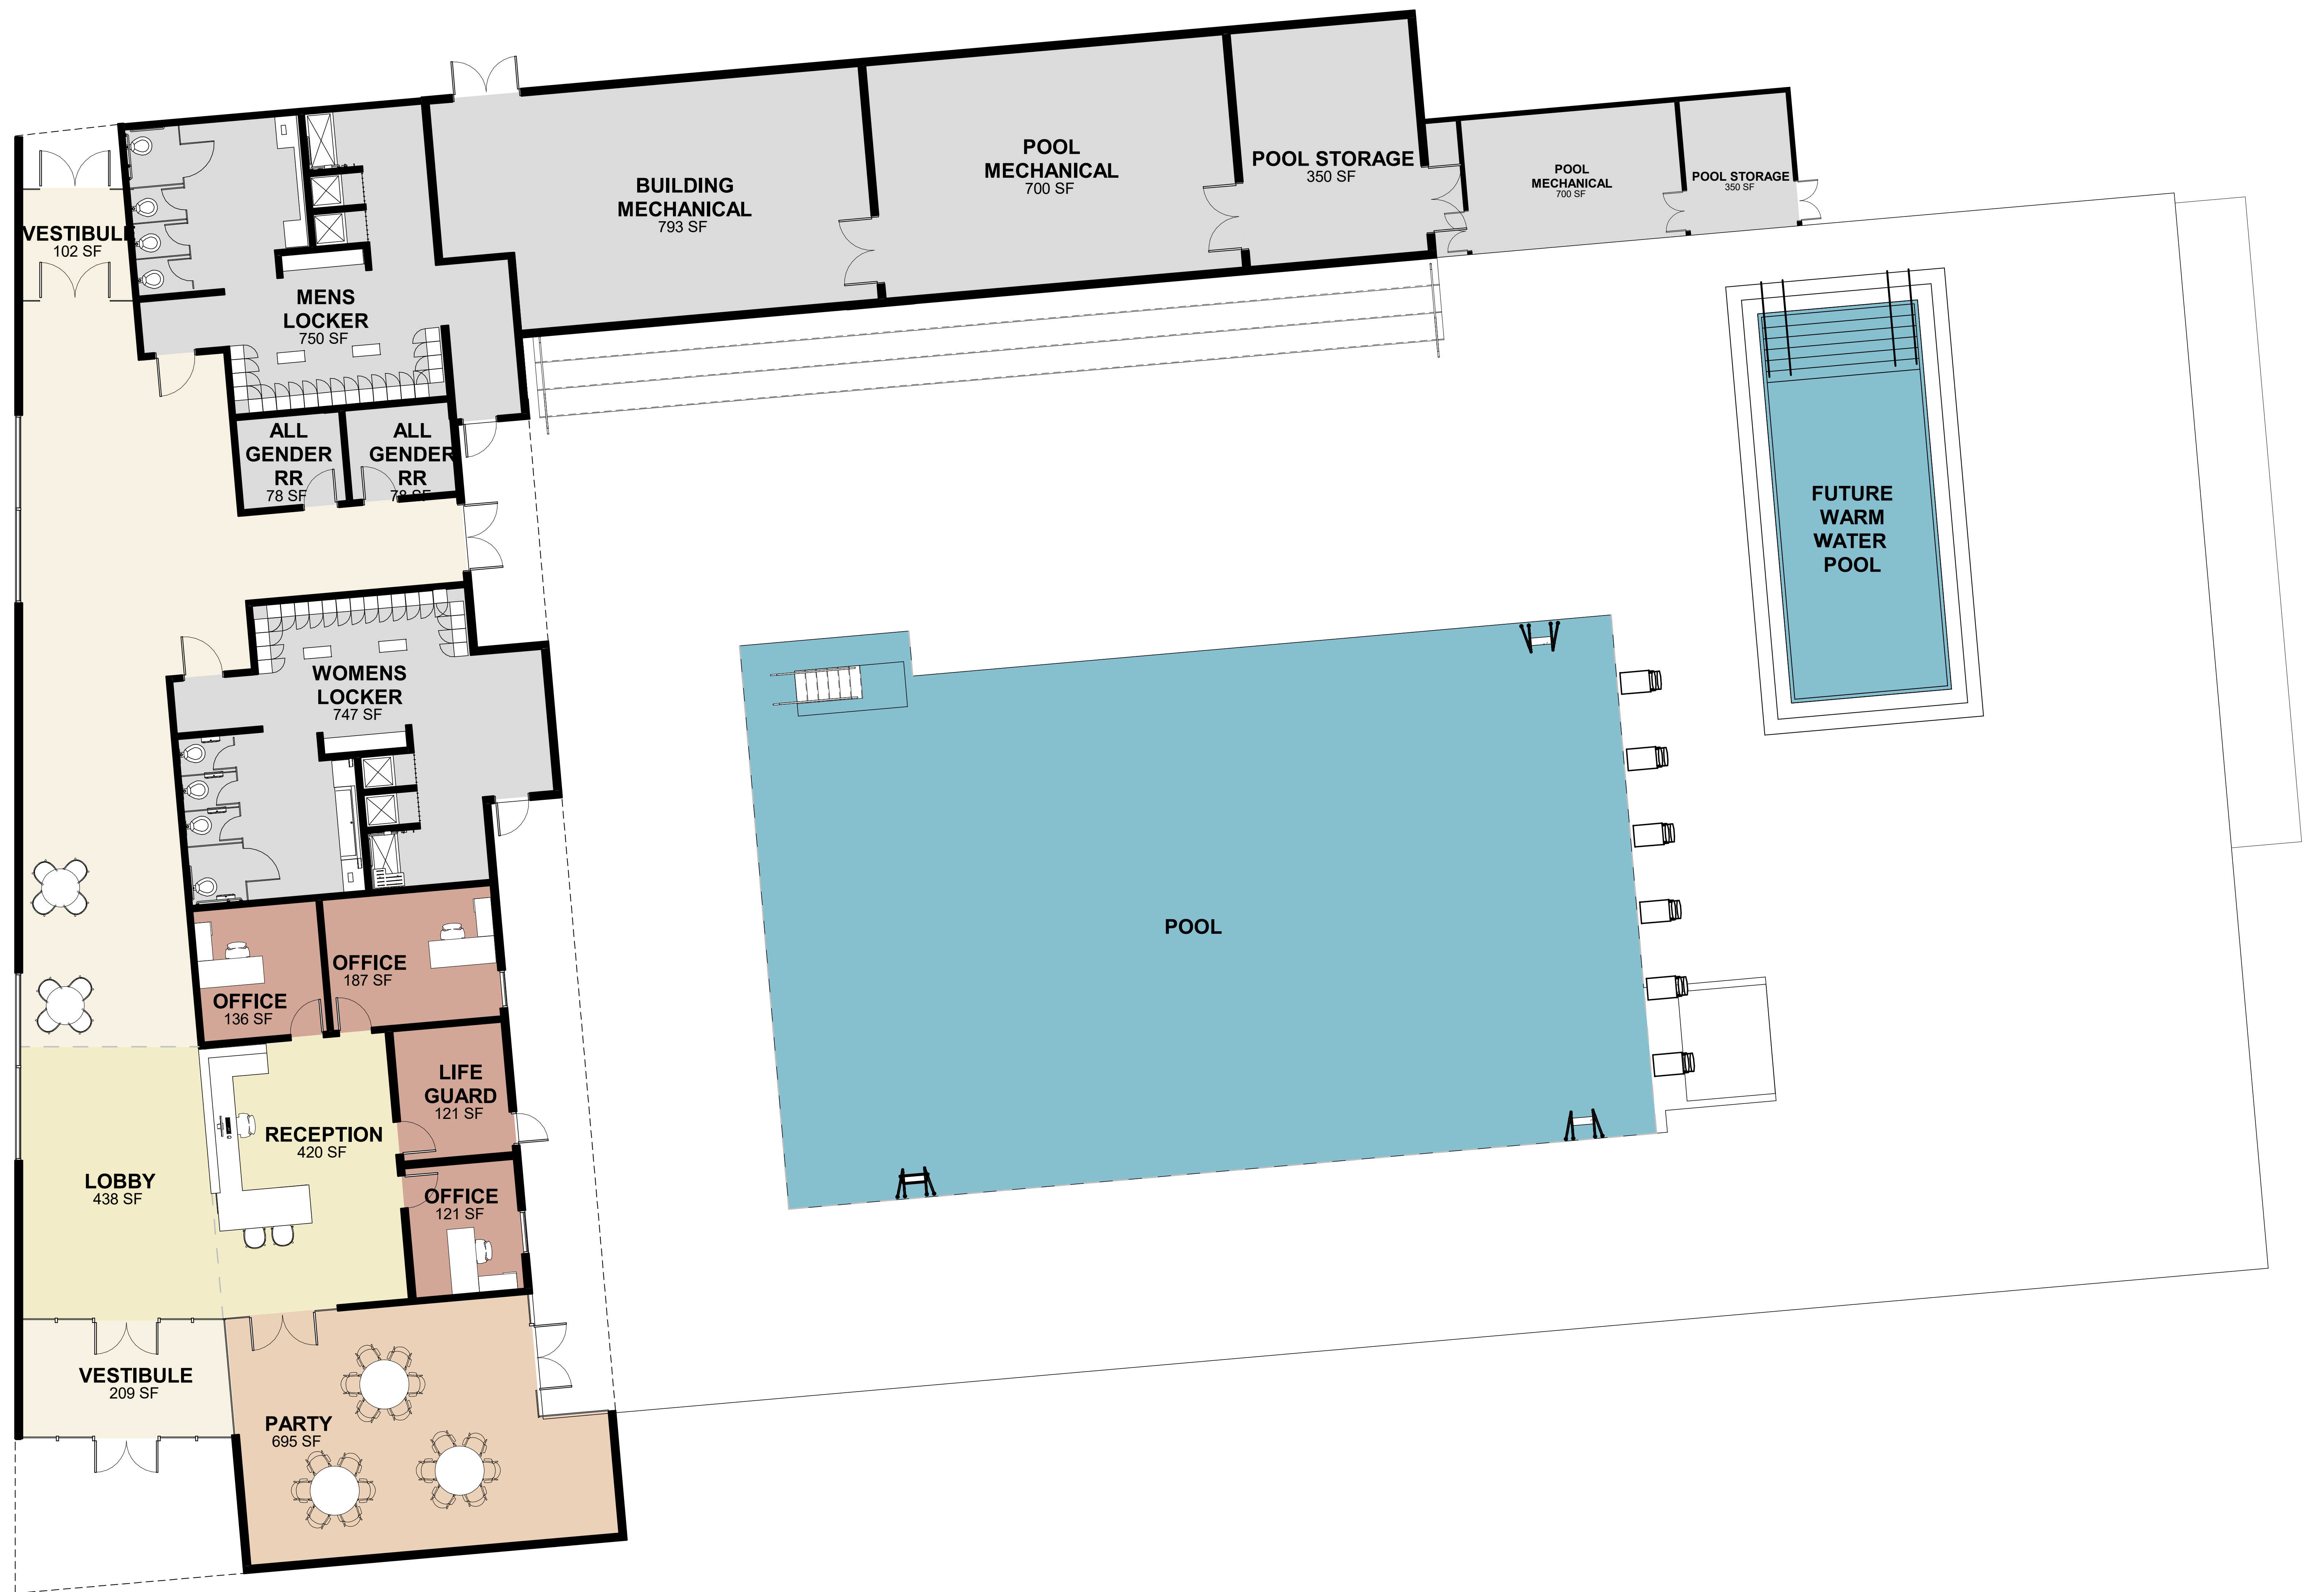 BUILDING
MECHANICAL
793 SF
POOL
MECHANICAL
700 SF
POOL STORAGE
350 SF
POOL
MECHANICAL
700 SF
POOL STORAGE
350 SF
VESTIBULE
102 SF
MENS
LOCKER
750 SF
ALL
GENDER
RR
78 SF
ALL
GENDER
RR
78 SF
FUTURE
WARM
WATER
POOL
WOMENS
LOCKER
747 SF
POOL
OFFICE
187 SF
OFFICE
136 SF
LIFE
GUARD
121 SF
RECEPTION
420 SF
LOBBY
438 SF
OFFICE
121 SF
VESTIBULE
209 SF
PARTY
695 SF